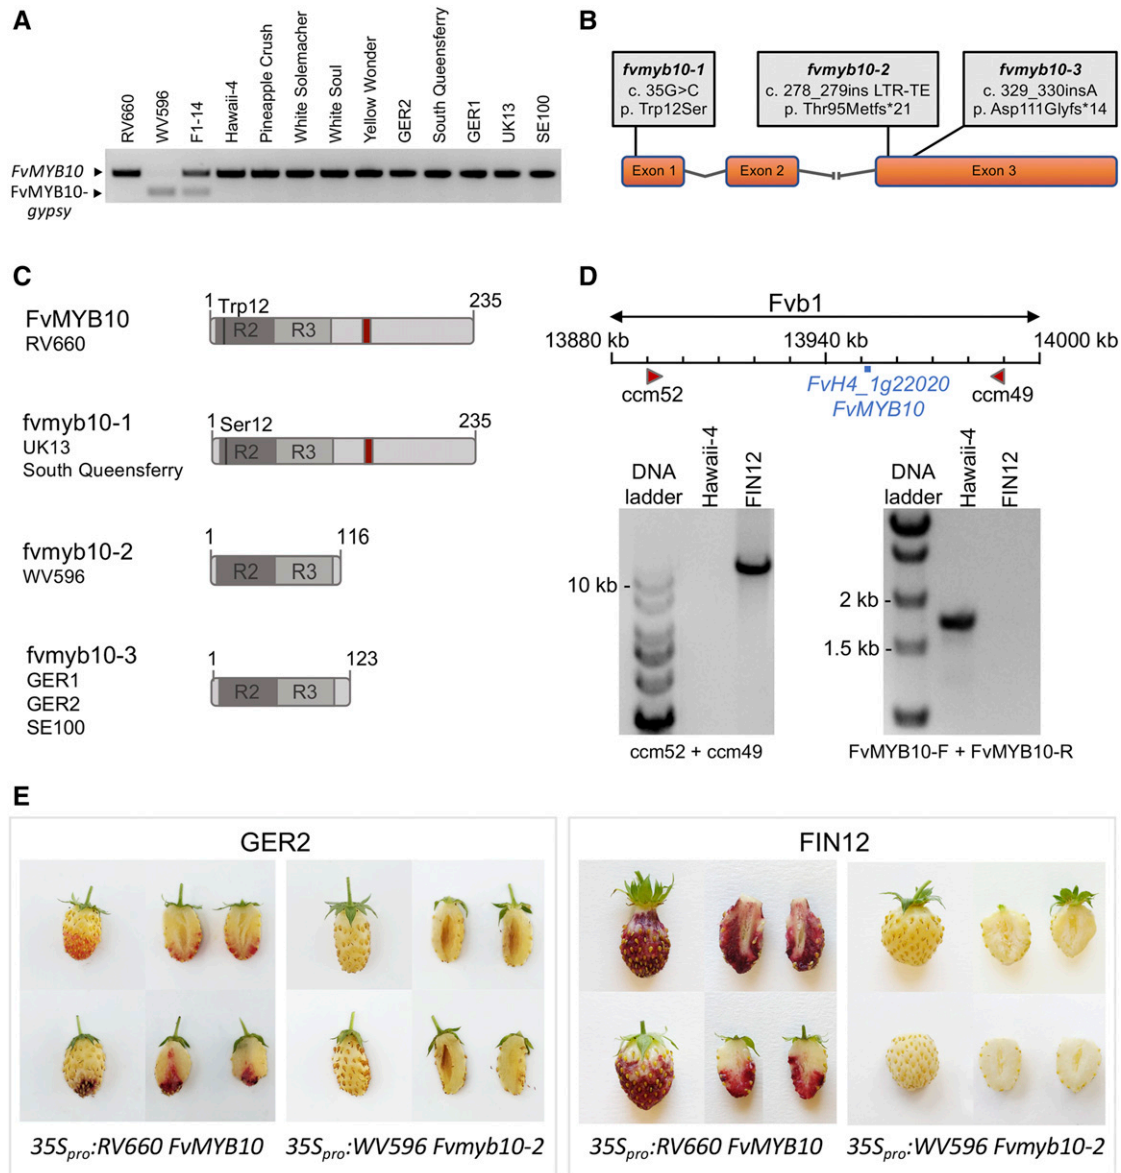 A
RV660
WV596
F1-14
Hawaii-4
Pineapple Crush
White Solemacher
White Soul
Yellow Wonder
GER2
South Queensferry
GER1
UK13
SE100
FvMYB10
FvMYB10-
gypsy
B
fvmyb10-1
c. 35G>C
p. Trp12Ser
fvmyb10-2
c. 278_279ins LTR-TE
p. Thr95Metfs*21
fvmyb10-3
c. 329_330insA
p. Asp111Glyfs*14
Exon 1
Exon 2
Exon 3
C
FvMYB10
RV660
1
Trp12
235
R2
R3
fvmyb10-1
UK13
South Queensferry
1
Ser12
235
R2
R3
fvmyb10-2
WV596
1
116
R2
R3
fvmyb10-3
GER1
GER2
SE100
1
123
R2
R3
D
Fvb1
13880 kb
13940 kb
14000 kb
ccm52
FvH4_1g22020
FvMYB10
ccm49
DNA
ladder
Hawaii-4
FIN12
10 kb
ccm52 + ccm49
DNA
ladder
Hawaii-4
FIN12
2 kb
1.5 kb
FvMYB10-F + FvMYB10-R
E
GER2
35Spro:RV660 FvMYB10
35Spro:WV596 Fvmyb10-2
FIN12
35Spro:RV660 FvMYB10
35Spro:WV596 Fvmyb10-2